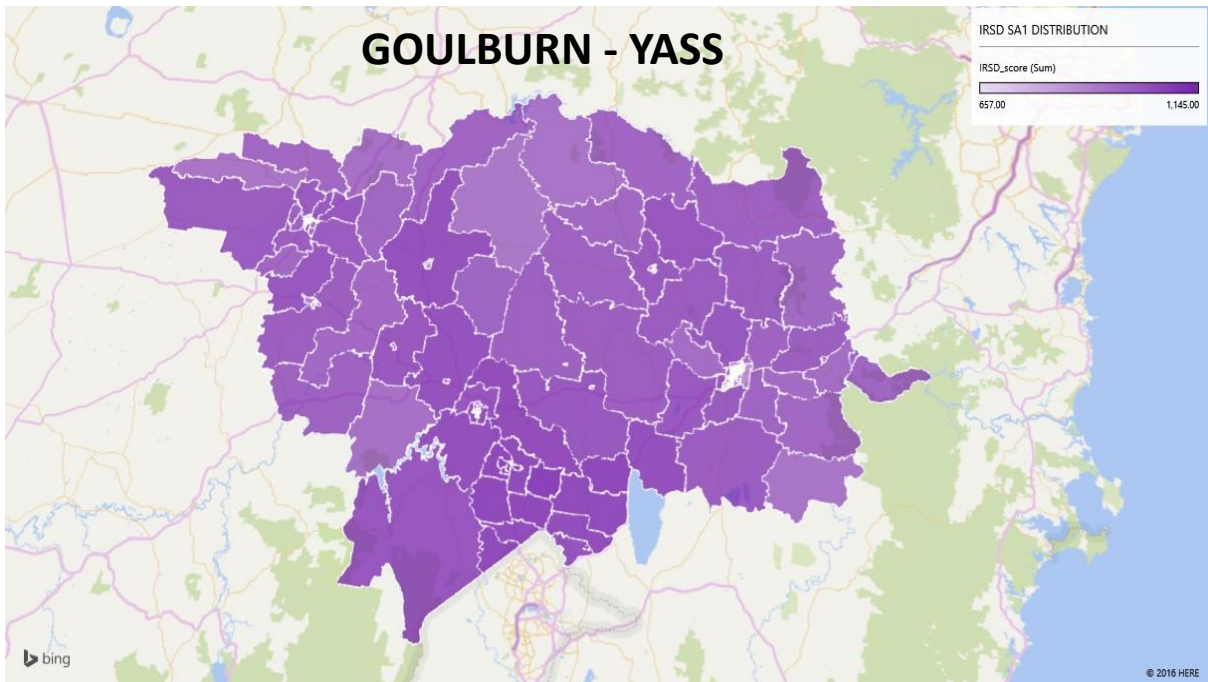 GOULBURN - YASS
IRSD SA1 DISTRIBUTION
IRSD_score (Sum)
657.00 1,145.00
bing
© 2016 HERE